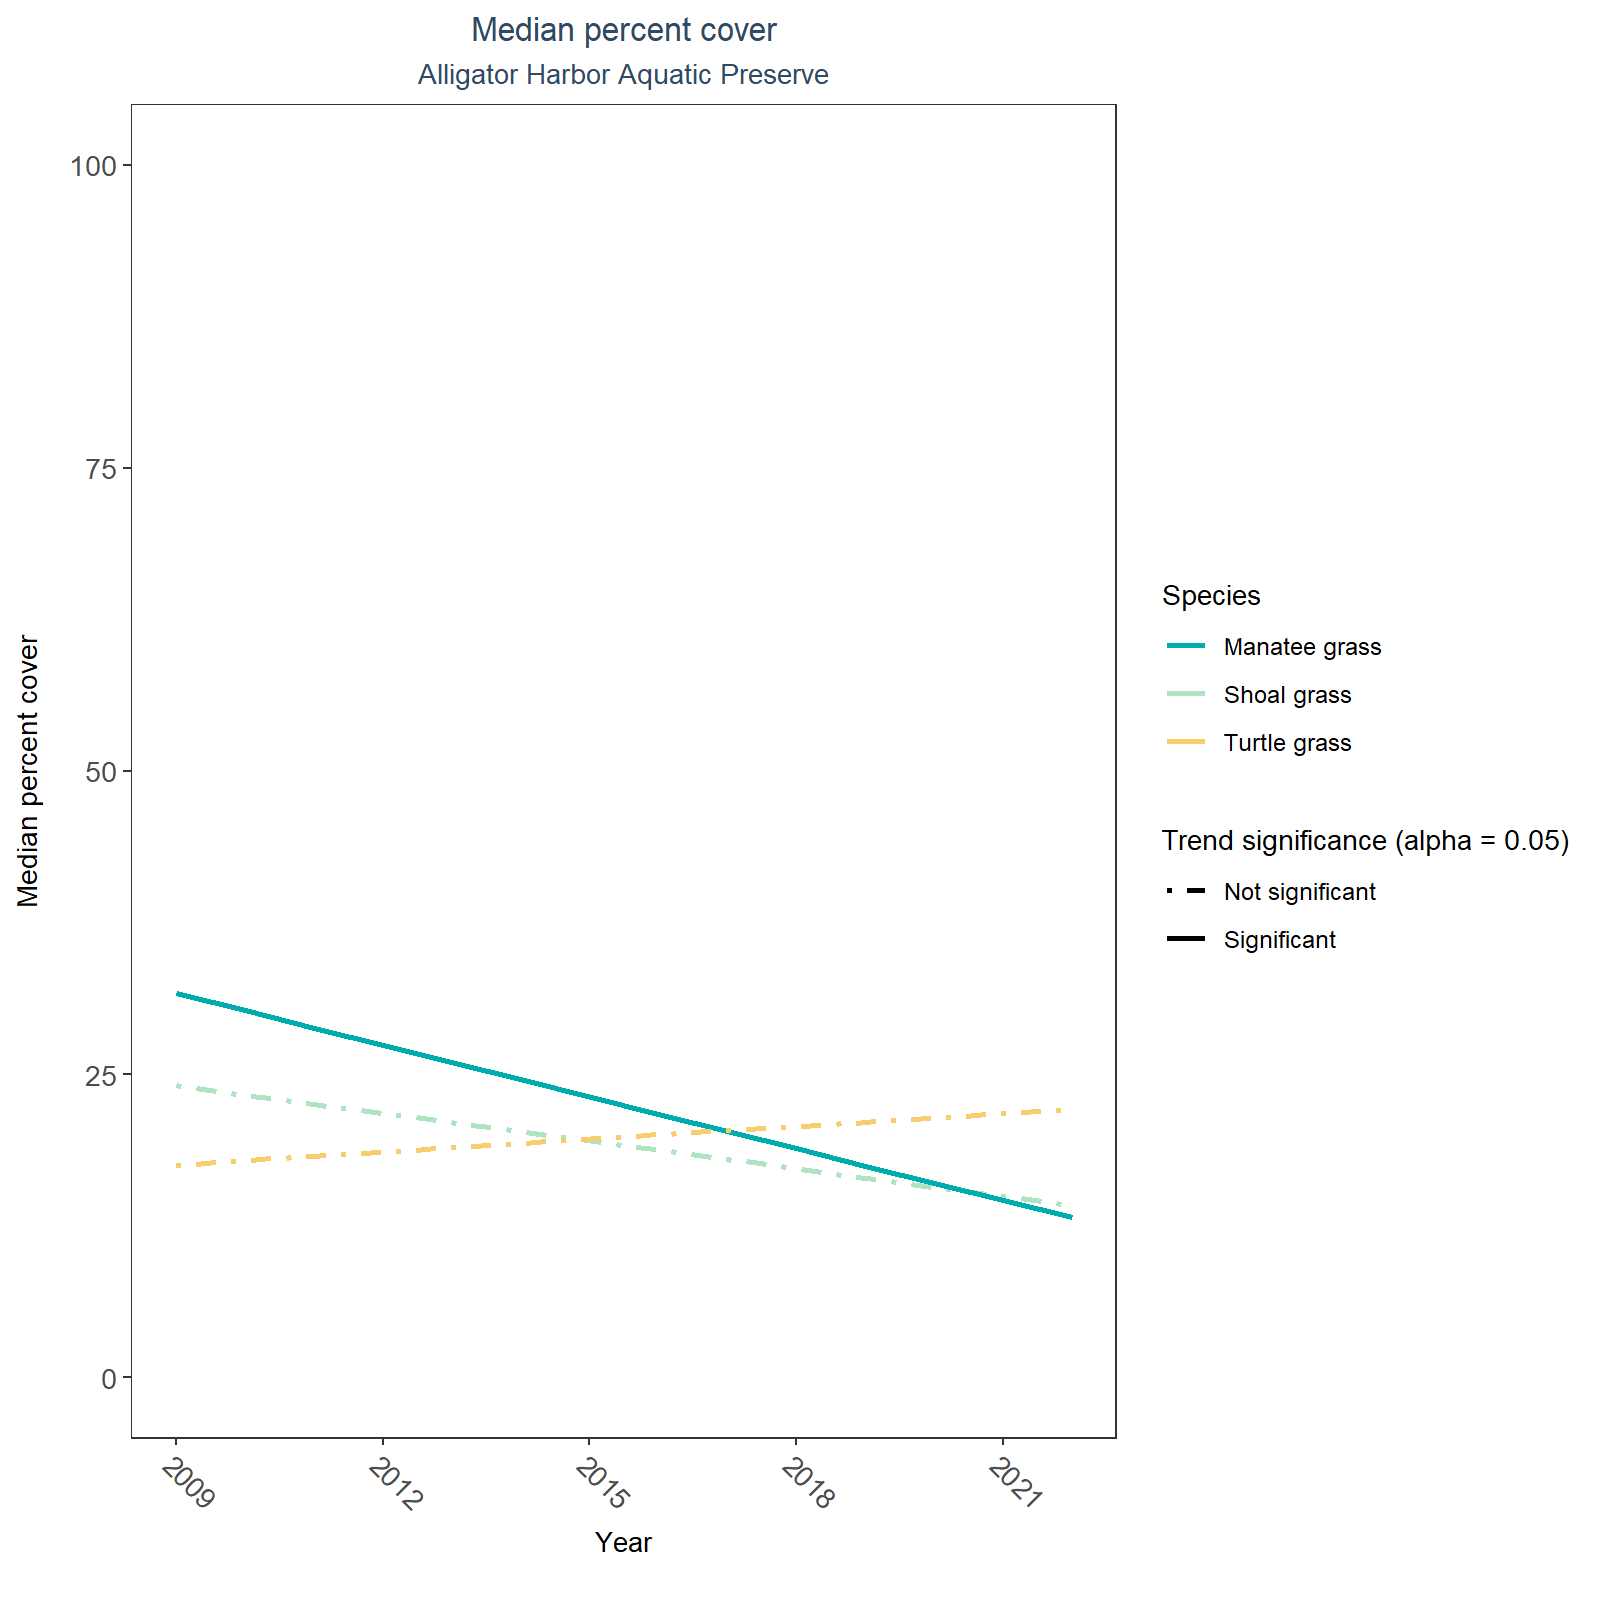 Median percent cover
Alligator Harbor Aquatic Preserve
Median percent cover
100
75
50
25
0
2009
2012
2015
2018
2021
Year
Species
Manatee grass
Shoal grass
Turtle grass
Trend significance (alpha = 0.05)
Not significant
Significant